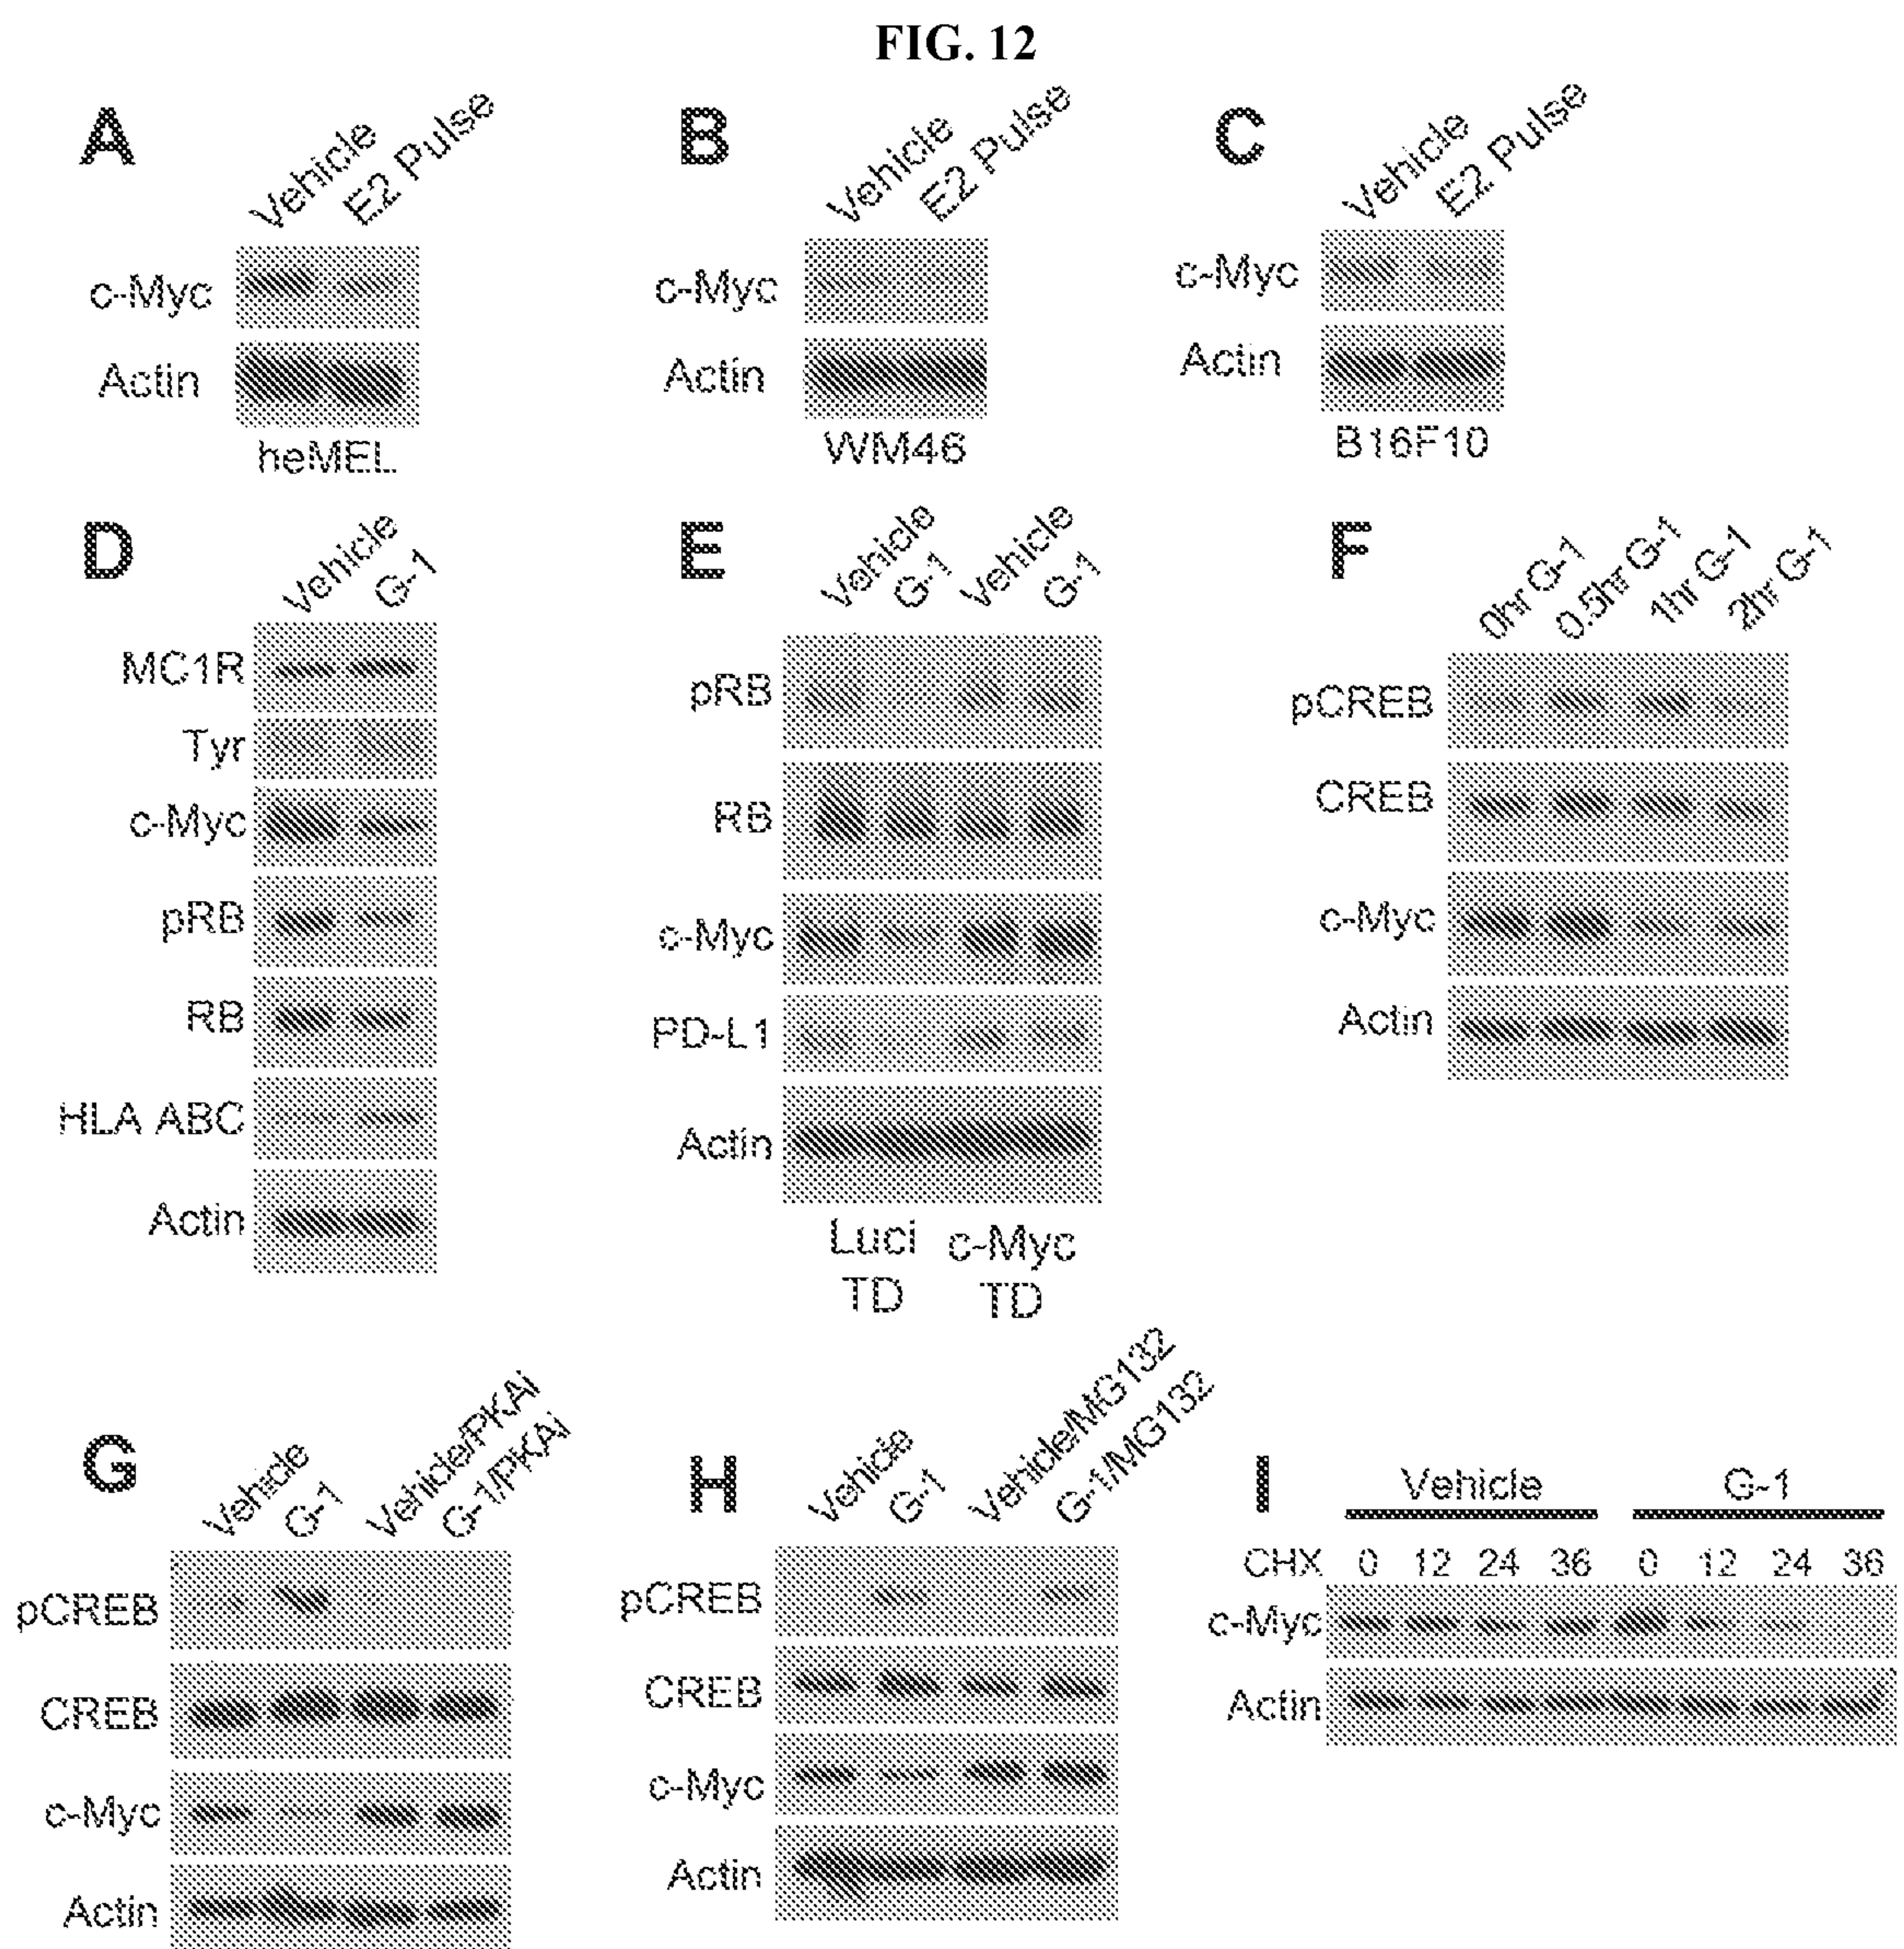 FIG. 12
A
Vehicle
E2 Pulse
c-Myc
Actin
heMEL
B
Vehicle
E2 Pulse
c-Myc
Actin
WM46
C
Vehicle
E2 Pulse
c-Myc
Actin
B16F10
D
Vehicle
G-1
MC1R
Tyr
c-Myc
pRB
RB
HLA ABC
Actin
E
Vehicle
G-1
Vehicle
G-1
pRB
RB
c-Myc
PD-L1
Actin
Luci
TD
c-Myc
TD
F
0hr G-1
0.5hr G-1
1hr G-1
2hr G-1
pCREB
CREB
c-Myc
Actin
G
Vehicle
G-1
Vehicle/PKAi
G-1/PKAi
pCREB
CREB
c-Myc
Actin
H
Vehicle
G-1
Vehicle/MG132
G-1/MG132
pCREB
CREB
c-Myc
Actin
I
Vehicle G-1
CHX 0 12 24 36 0 12 24 36
c-Myc
Actin